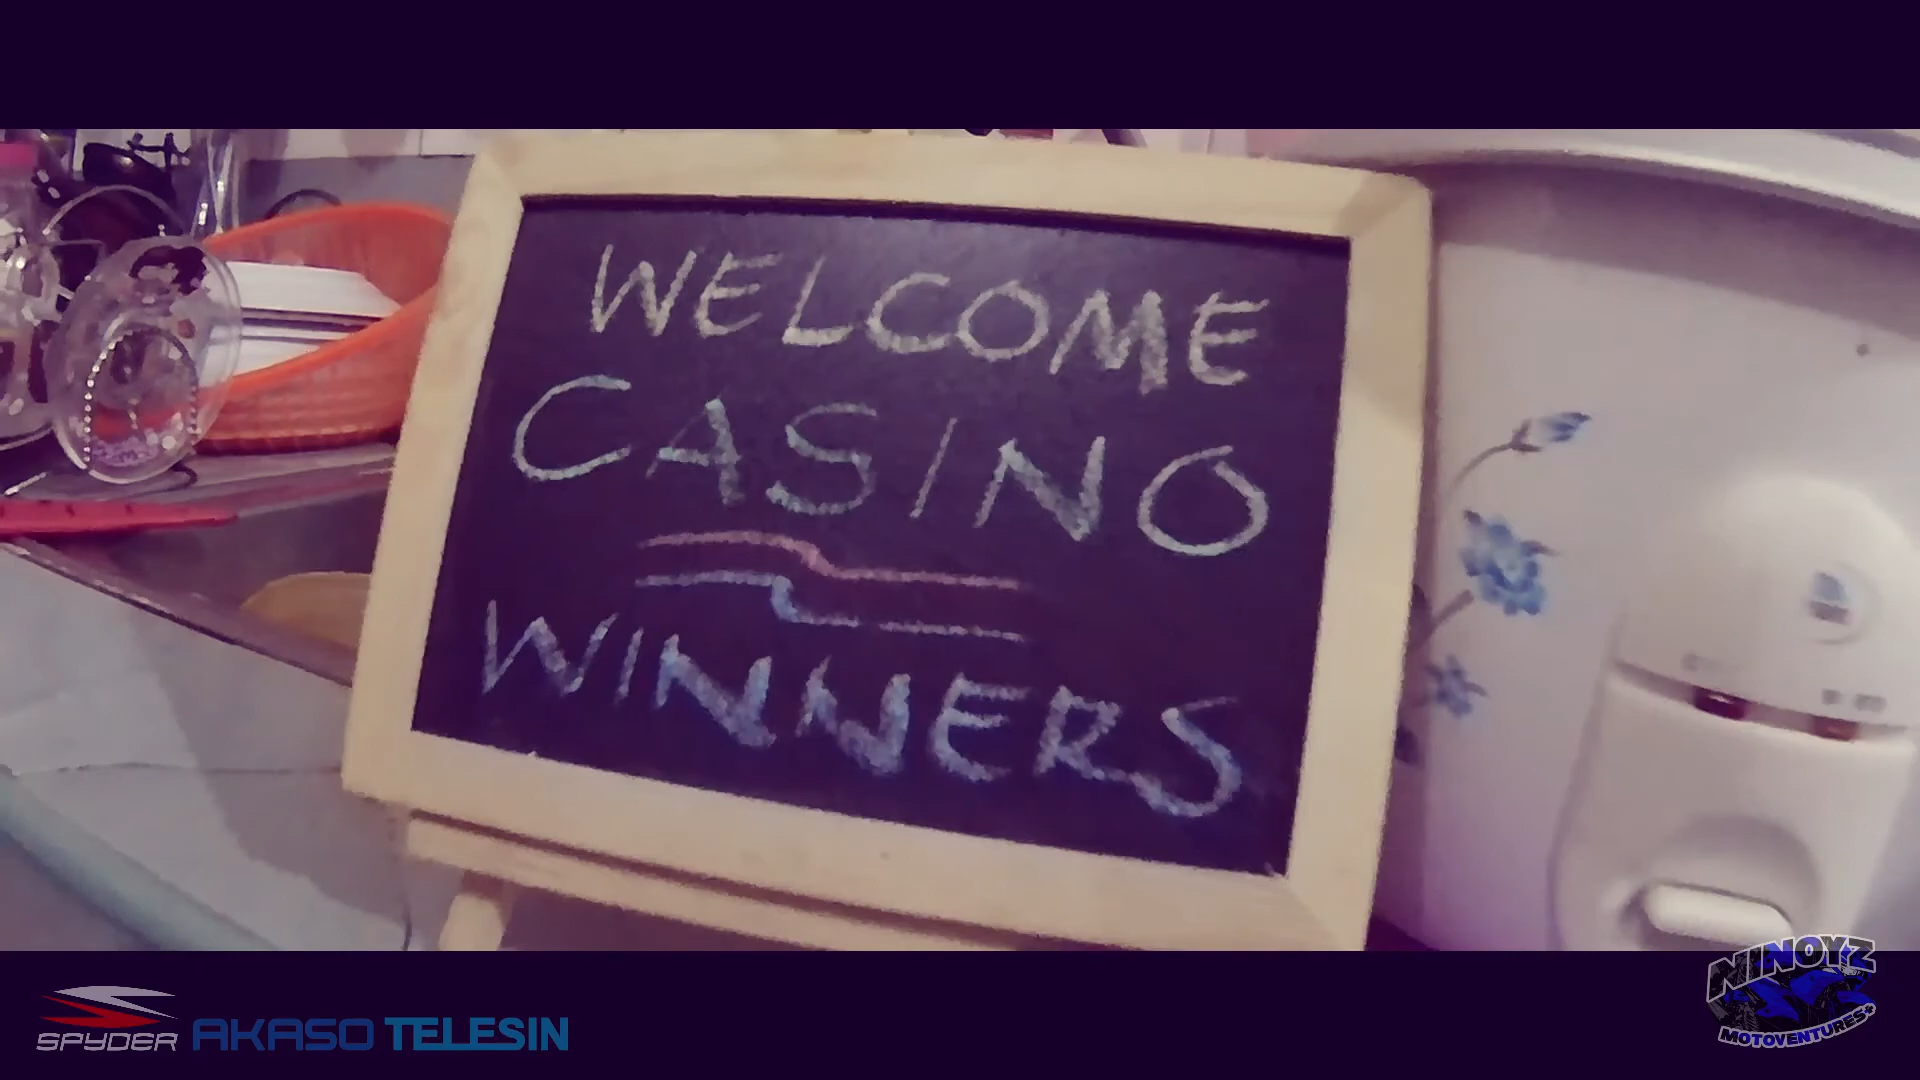 WELCOME
CASINO
WINNERS
SPYDER AKASO TELESIN
NINOYZ
MOTOVENTURES+